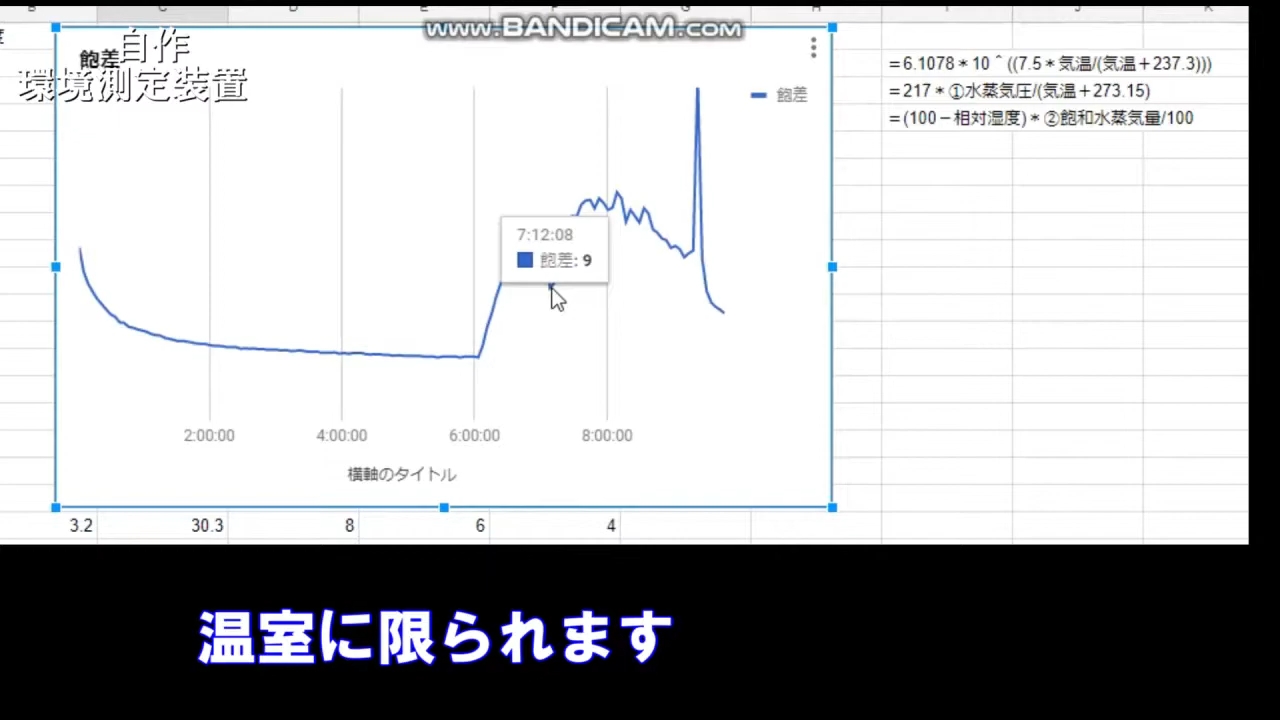 B C D E F G H I J K
www.BANDICAM.com
自作
環境測定装置
飽差
飽差
=6.1078*10^((7.5*気温/(気温+237.3)))
=217*①水蒸気圧/(気温+273.15)
=(100-相対湿度)*②飽和水蒸気量/100
7:12:08
飽差: 9
2:00:00 4:00:00 6:00:00 8:00:00
横軸のタイトル
3.2 30.3 8 6 4
温室に限られます